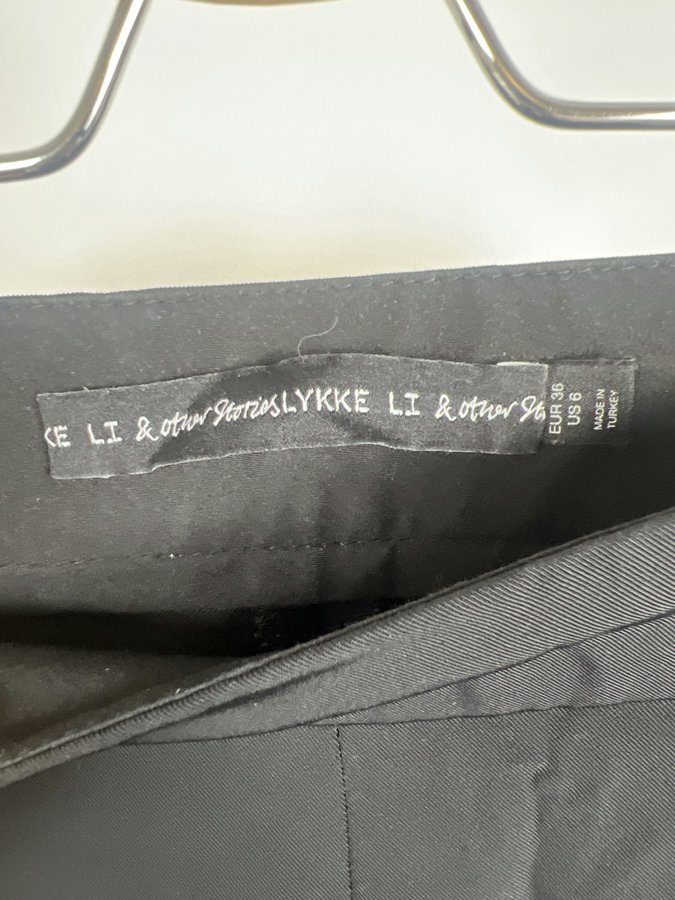 KE LI & other Stories LYKKE LI & other St
EUR 36
US 6
MADE IN
TURKEY